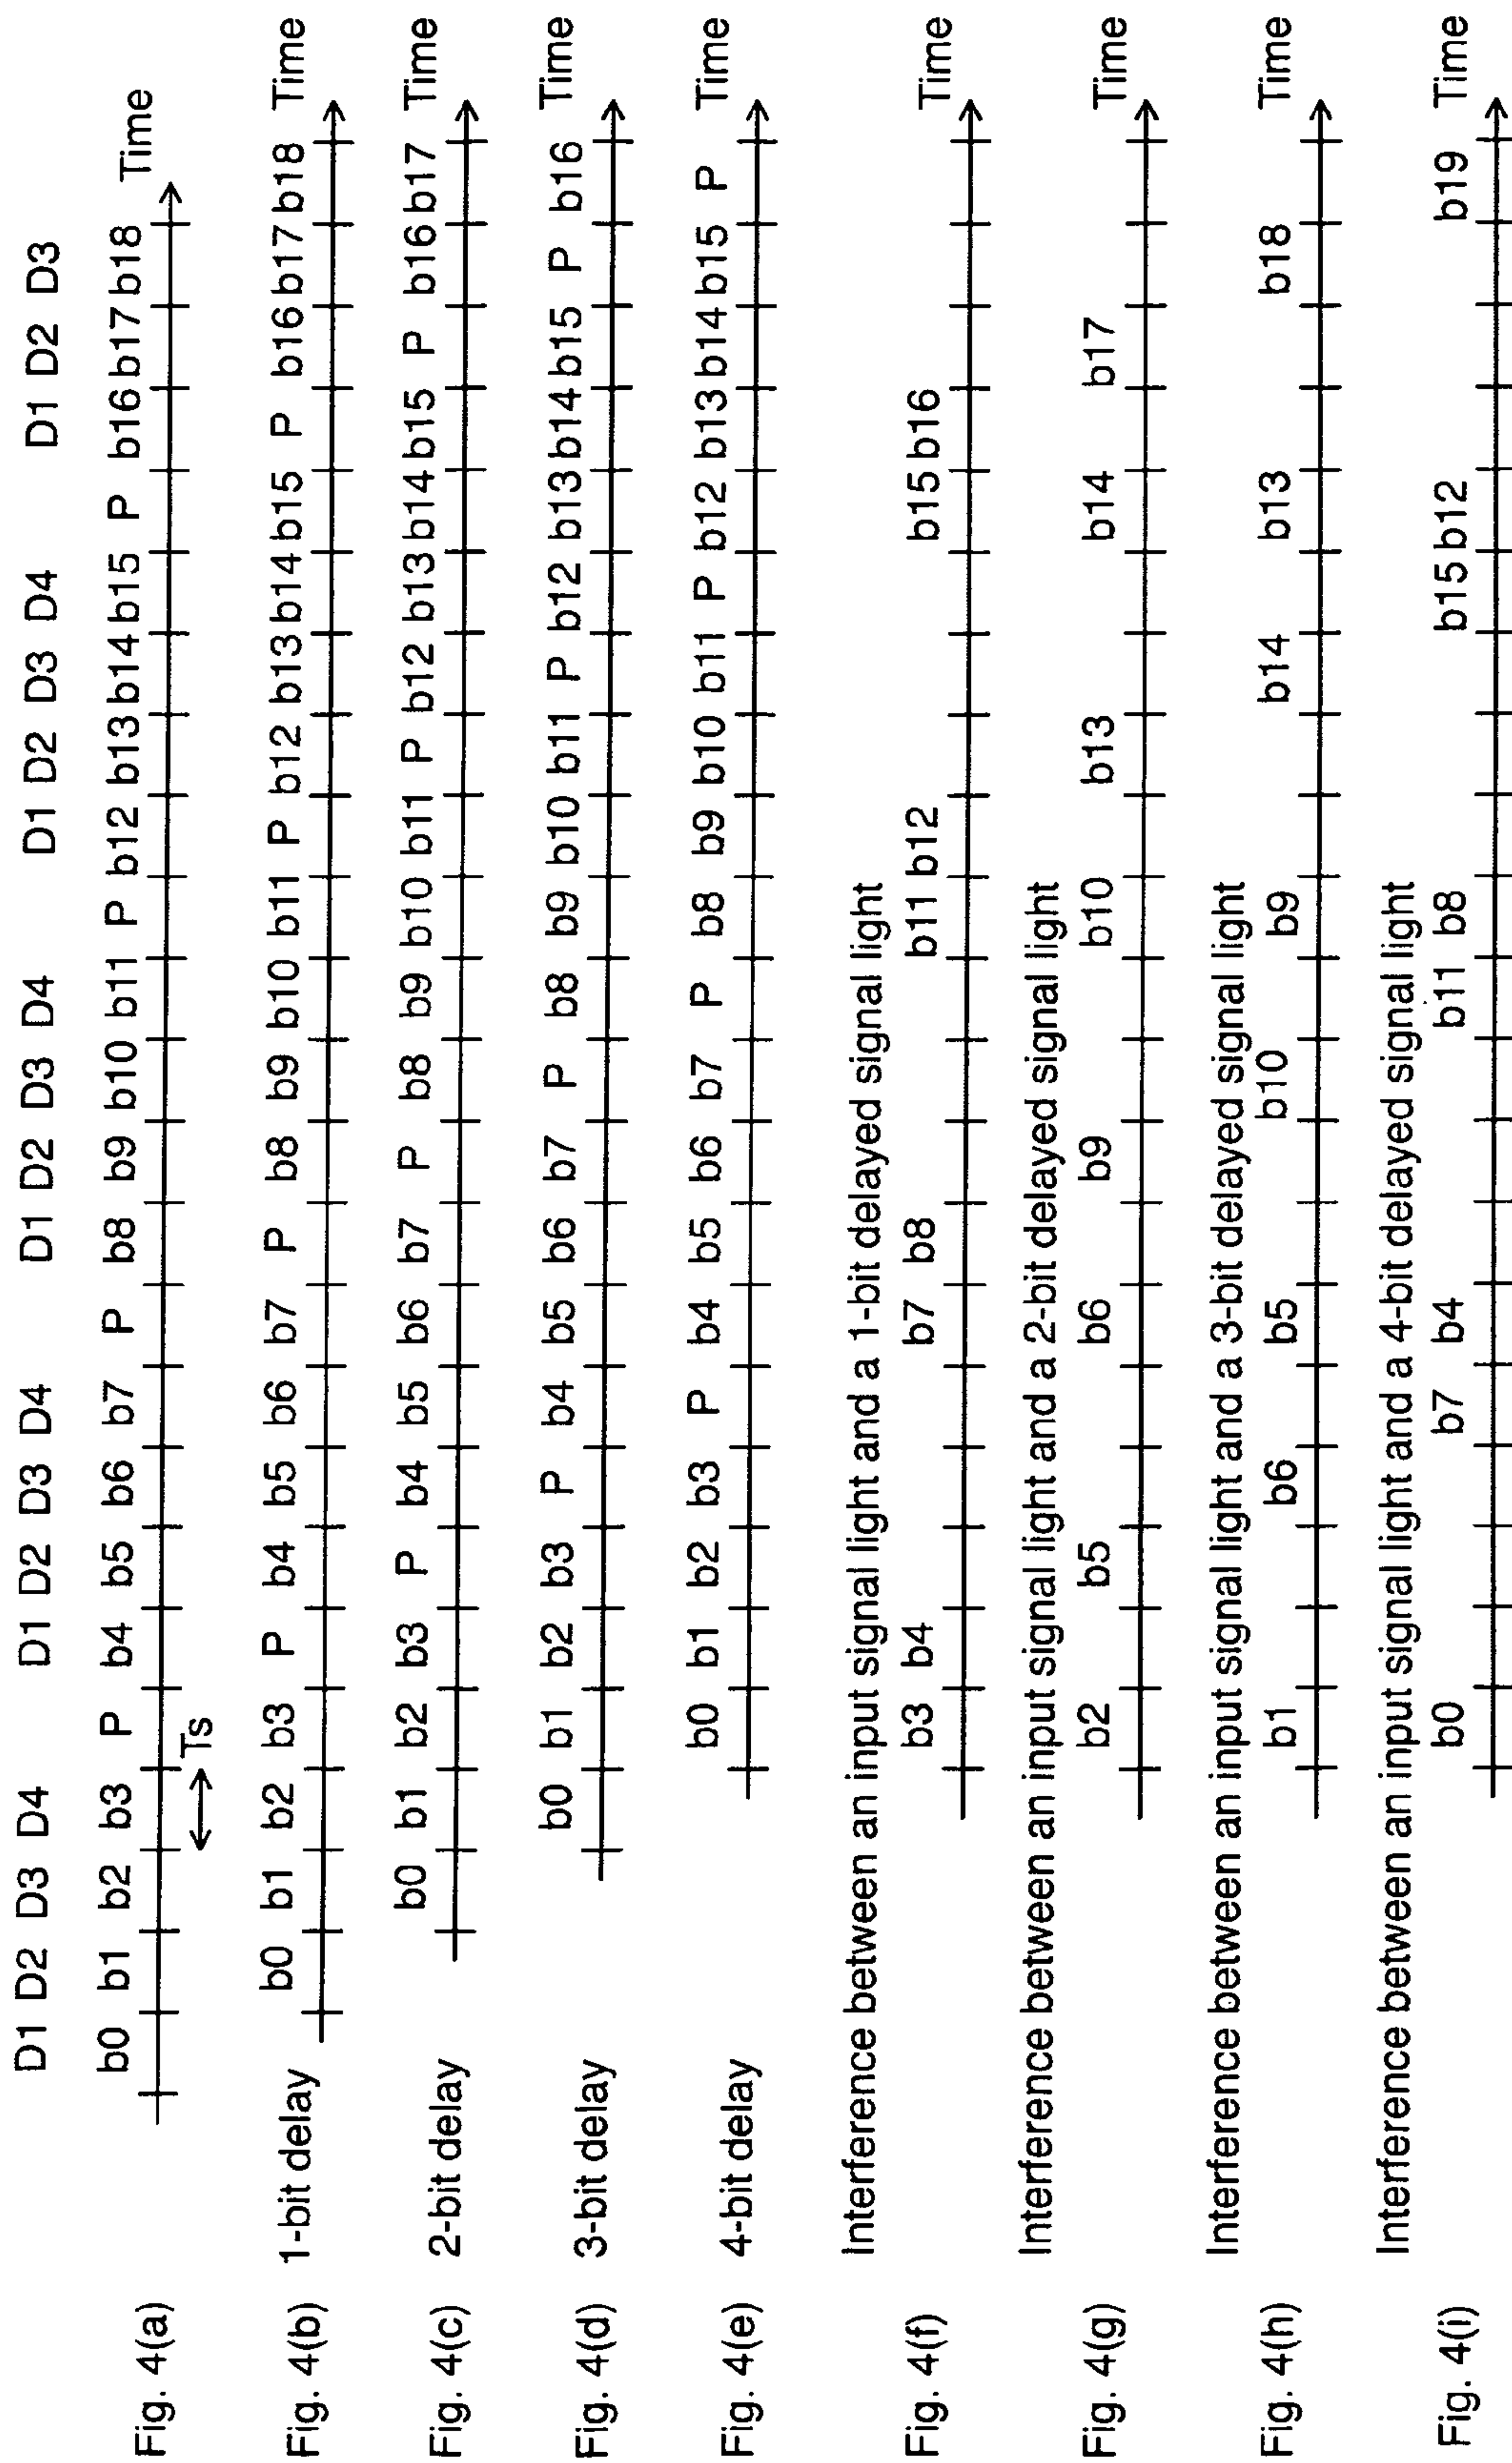 D1 D2 D3 D4 D1 D2 D3 D4 D1 D2 D3 D4 D1 D2 D3 D4 D1 D2 D3
Fig. 4(a) b0 b1 b2 b3 P b4 b5 b6 b7 P b8 b9 b10 b11 P b12 b13 b14 b15 P b16 b17 b18 Time
Ts
Fig. 4(b) 1-bit delay b0 b1 b2 b3 P b4 b5 b6 b7 P b8 b9 b10 b11 P b12 b13 b14 b15 P b16 b17 b18 Time
Fig. 4(c) 2-bit delay b0 b1 b2 b3 P b4 b5 b6 b7 P b8 b9 b10 b11 P b12 b13 b14 b15 P b16 b17 Time
Fig. 4(d) 3-bit delay b0 b1 b2 b3 P b4 b5 b6 b7 P b8 b9 b10 b11 P b12 b13 b14 b15 P b16 Time
Fig. 4(e) 4-bit delay b0 b1 b2 b3 P b4 b5 b6 b7 P b8 b9 b10 b11 P b12 b13 b14 b15 P Time
Interference between an input signal light and a 1-bit delayed signal light
Fig. 4(f) b3 b4 b7 b8 b11 b12 b15 b16 Time
Interference between an input signal light and a 2-bit delayed signal light
Fig. 4(g) b2 b5 b6 b9 b10 b13 b14 b17 Time
Interference between an input signal light and a 3-bit delayed signal light
Fig. 4(h) b1 b6 b5 b10 b9 b14 b13 b18 Time
Interference between an input signal light and a 4-bit delayed signal light
Fig. 4(i) b0 b7 b4 b11 b8 b15 b12 b19 Time